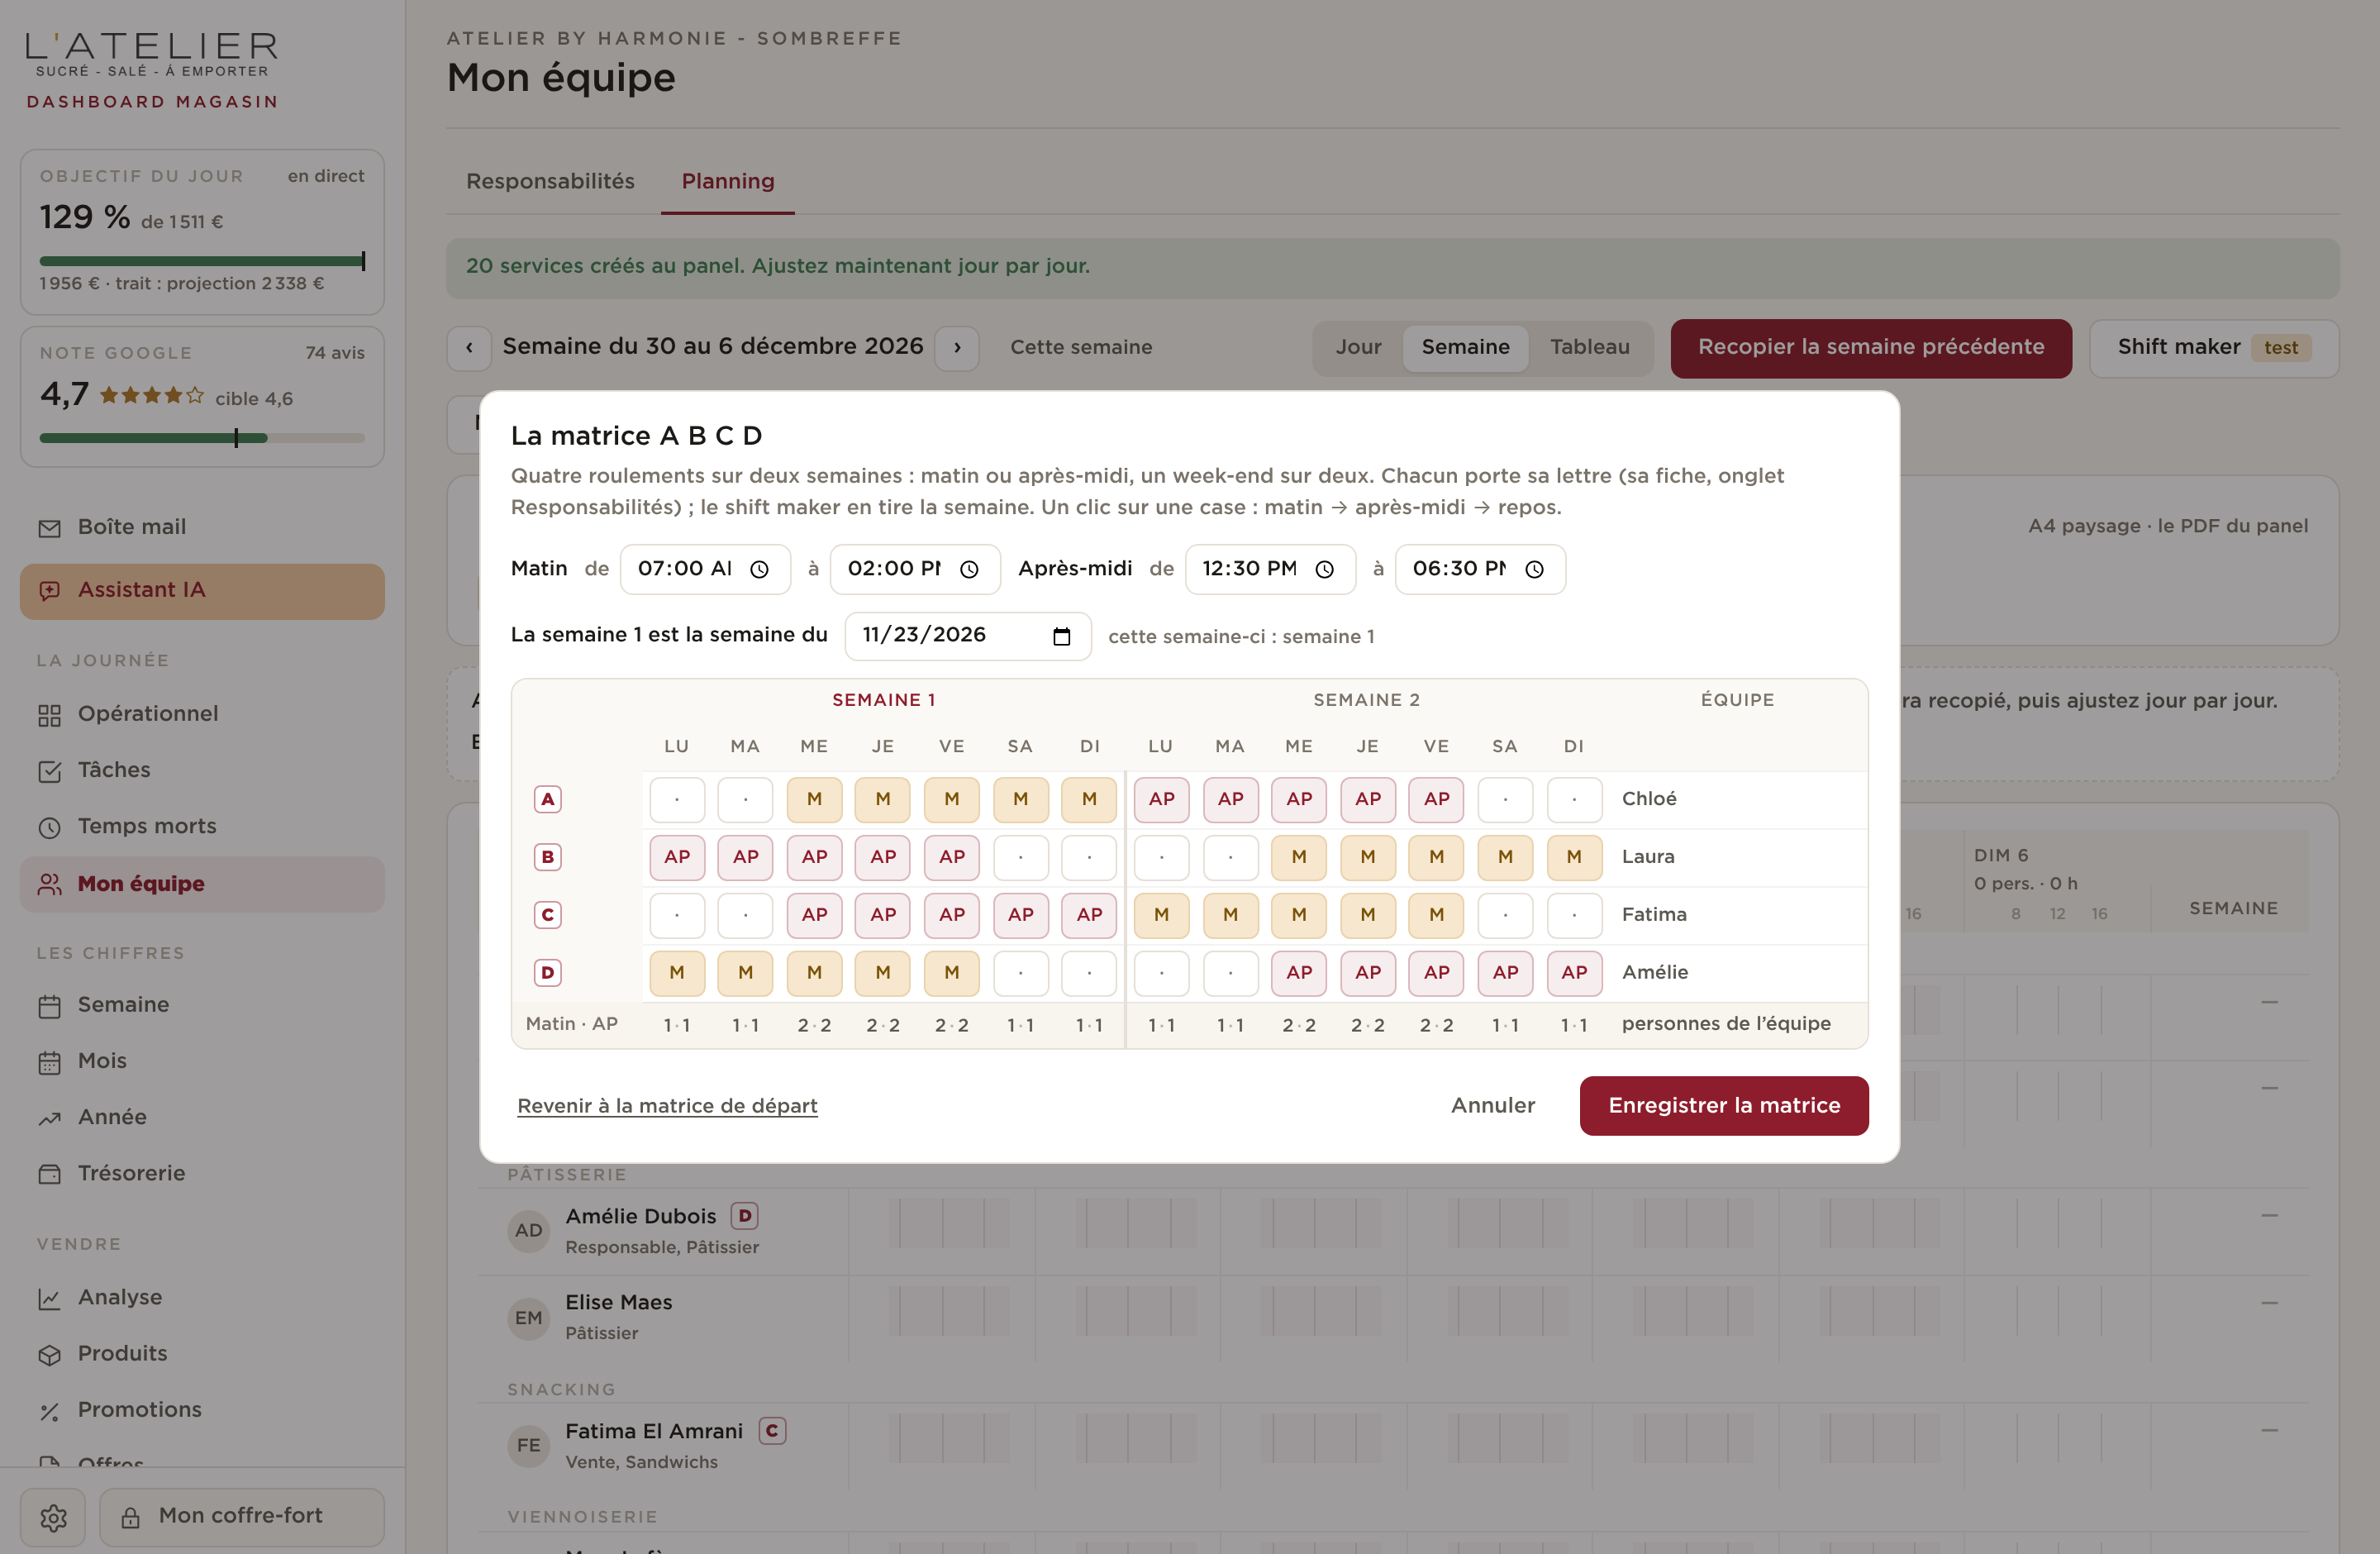 L'ATELIER
SUCRÉ - SALÉ - Á EMPORTER
DASHBOARD MAGASIN
OBJECTIF DU JOUR en direct
129 % de 1 511 €
1 956 € · trait : projection 2 338 €
NOTE GOOGLE 74 avis
4,7 cible 4,6
Boîte mail
Assistant IA
LA JOURNÉE
Opérationnel
Tâches
Temps morts
Mon équipe
LES CHIFFRES
Semaine
Mois
Année
Trésorerie
VENDRE
Analyse
Produits
Promotions
Offres
Mon coffre-fort
ATELIER BY HARMONIE - SOMBREFFE
Mon équipe
Responsabilités Planning
20 services créés au panel. Ajustez maintenant jour par jour.
‹ Semaine du 30 au 6 décembre 2026 › Cette semaine Jour Semaine Tableau Recopier la semaine précédente Shift maker test
A4 paysage · le PDF du panel
ra recopié, puis ajustez jour par jour.
La matrice A B C D
Quatre roulements sur deux semaines : matin ou après-midi, un week-end sur deux. Chacun porte sa lettre (sa fiche, onglet
Responsabilités) ; le shift maker en tire la semaine. Un clic sur une case : matin → après-midi → repos.
Matin de 07:00 à 02:00 Après-midi de 12:30 PM à 06:30
La semaine 1 est la semaine du 11/23/2026 cette semaine-ci : semaine 1
SEMAINE 1 SEMAINE 2 ÉQUIPE
LU MA ME JE VE SA DI LU MA ME JE VE SA DI
A · · M M M M M AP AP AP AP AP · · Chloé
B AP AP AP AP AP · · · · M M M M M Laura
C · · AP AP AP AP AP M M M M M · · Fatima
D M M M M M · · · · AP AP AP AP AP Amélie
Matin · AP 1·1 1·1 2·2 2·2 2·2 1·1 1·1 1·1 1·1 2·2 2·2 2·2 1·1 1·1 personnes de l'équipe
Revenir à la matrice de départ Annuler Enregistrer la matrice
DIM 6
0 pers. · 0 h
16 8 12 16 SEMAINE
—
—
PÂTISSERIE
AD Amélie Dubois D —
Responsable, Pâtissier
EM Elise Maes —
Pâtissier
SNACKING
FE Fatima El Amrani C —
Vente, Sandwichs
VIENNOISERIE